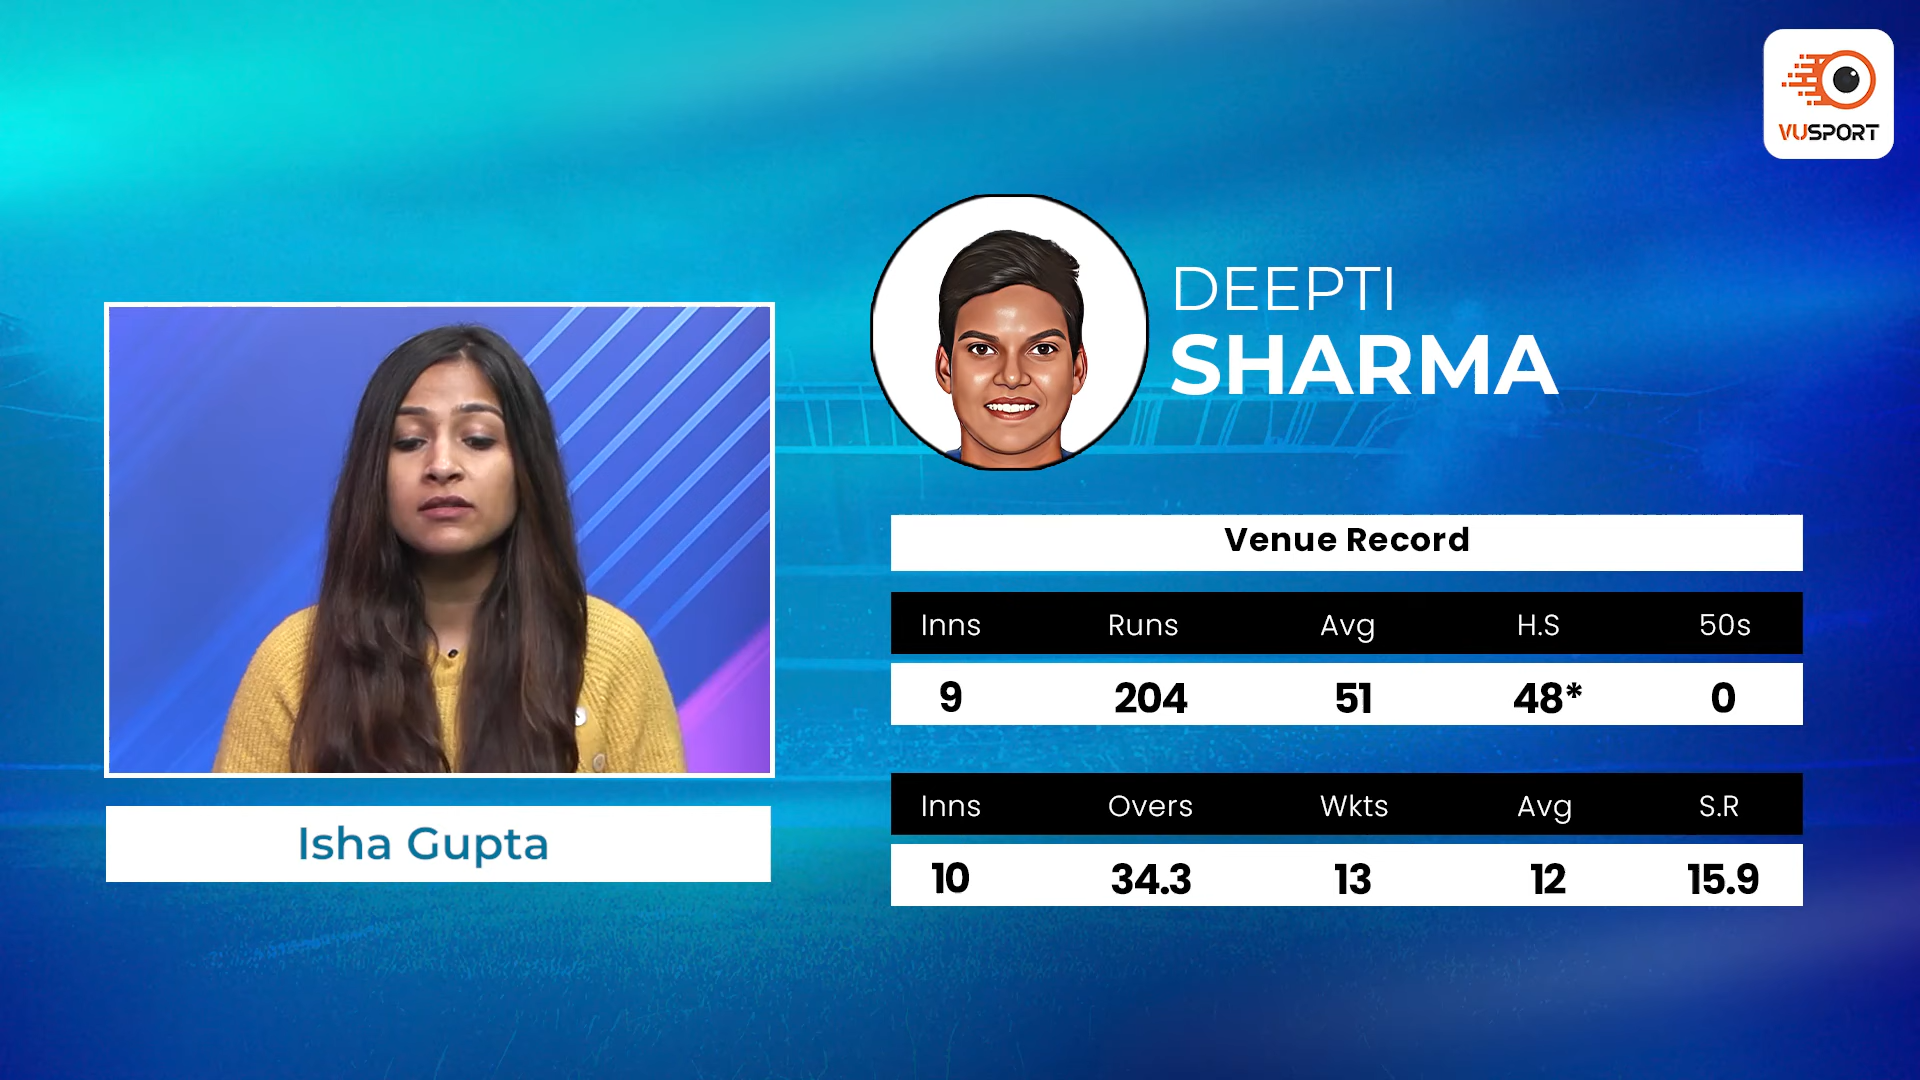 VUSPORT
DEEPTI
SHARMA
Isha Gupta
Venue Record
Inns Runs Avg H.S 50s
9 204 51 48* 0
Inns Overs Wkts Avg S.R
10 34.3 13 12 15.9